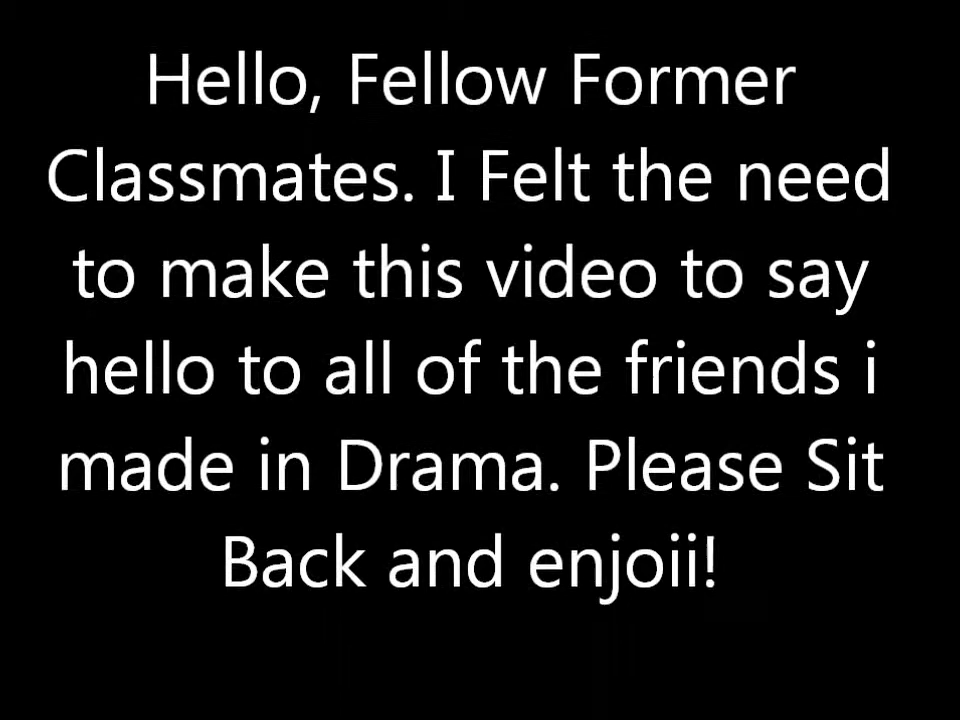 Hello, Fellow Former
Classmates. I Felt the need
to make this video to say
hello to all of the friends i
made in Drama. Please Sit
Back and enjoii!